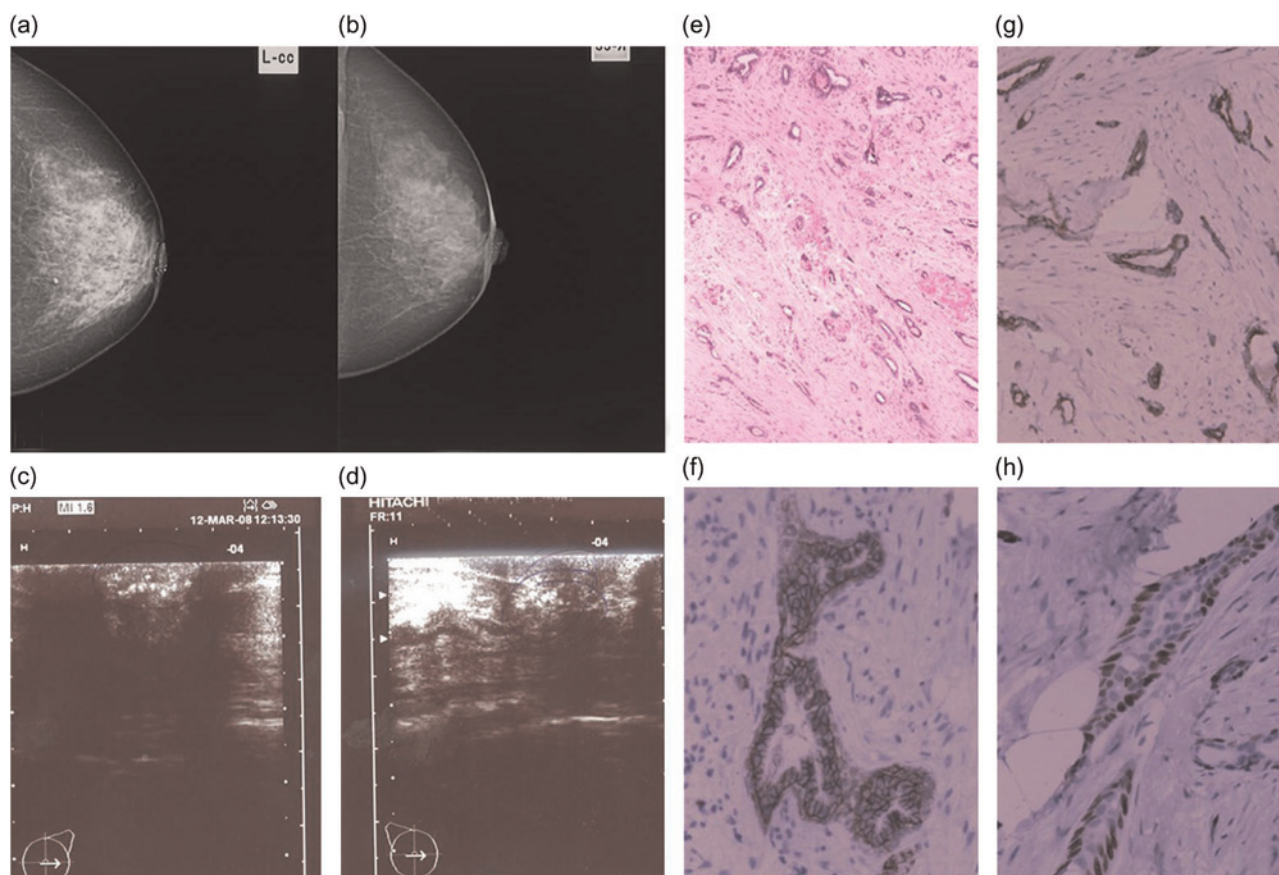 (a)
(b)
(e)
(g)
L-cc
(c)
(d)
(f)
(h)
P:H
MI 1.6
12-MAR-08 12:13:30
H
-04
HITACHI
FR:11
H
-04